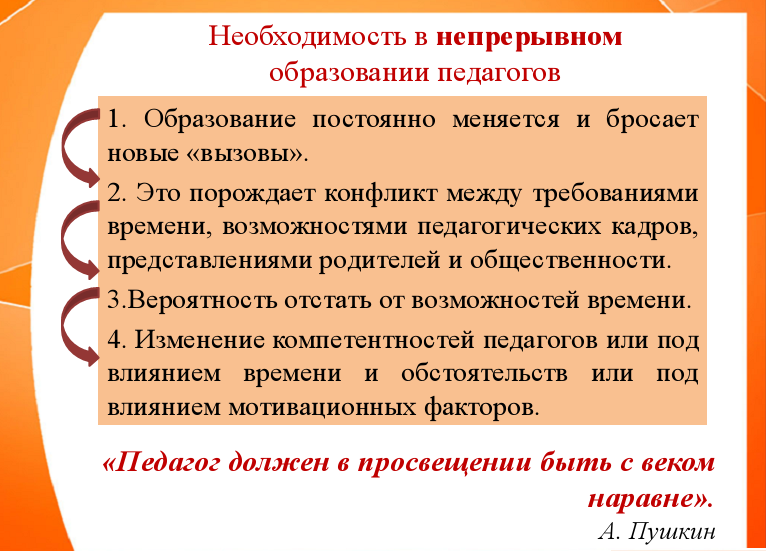 Необходимость в непрерывном
образовании педагогов
1. Образование постоянно меняется и бросает
новые «вызовы».
2. Это порождает конфликт между требованиями
времени, возможностями педагогических кадров,
представлениями родителей и общественности.
3.Вероятность отстать от возможностей времени.
4. Изменение компетентностей педагогов или под
влиянием времени и обстоятельств или под
влиянием мотивационных факторов.
«Педагог должен в просвещении быть с веком
наравне».
А. Пушкин